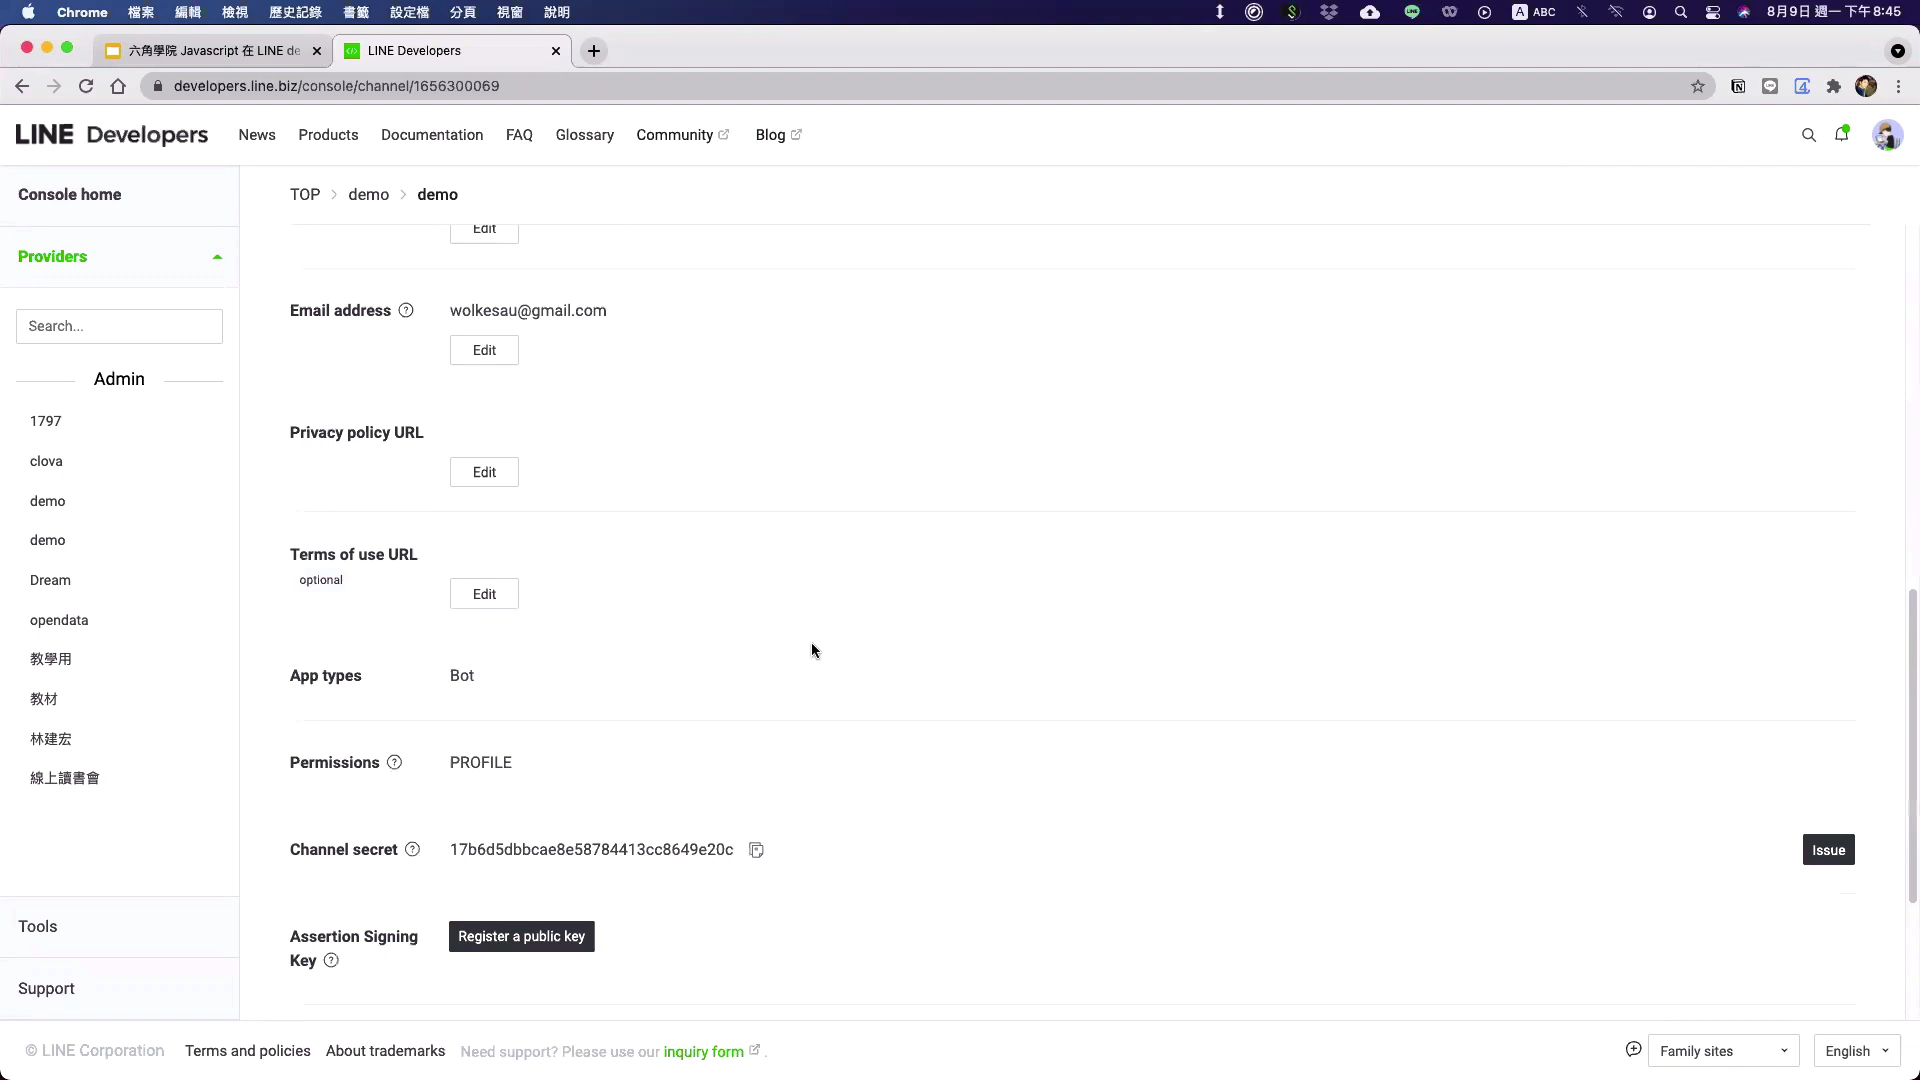 Chrome 檔案 編輯 檢視 歷史記錄 書籤 設定檔 分頁 視窗 說明 A ABC 8月9日 週一 下午8:45
六角學院 Javascript 在 LINE de LINE Developers
developers.line.biz/console/channel/1656300069
LINE Developers News Products Documentation FAQ Glossary Community Blog
Console home
Providers
Search...
Admin
1797
clova
demo
demo
Dream
opendata
教學用
教材
林建宏
線上讀書會
Tools
Support
TOP > demo > demo
Edit
Email address wolkesau@gmail.com
Edit
Privacy policy URL
Edit
Terms of use URL
optional
Edit
App types Bot
Permissions PROFILE
Channel secret 17b6d5dbbcae8e58784413cc8649e20c Issue
Assertion Signing Key Register a public key
© LINE Corporation Terms and policies About trademarks Need support? Please use our inquiry form . Family sites English